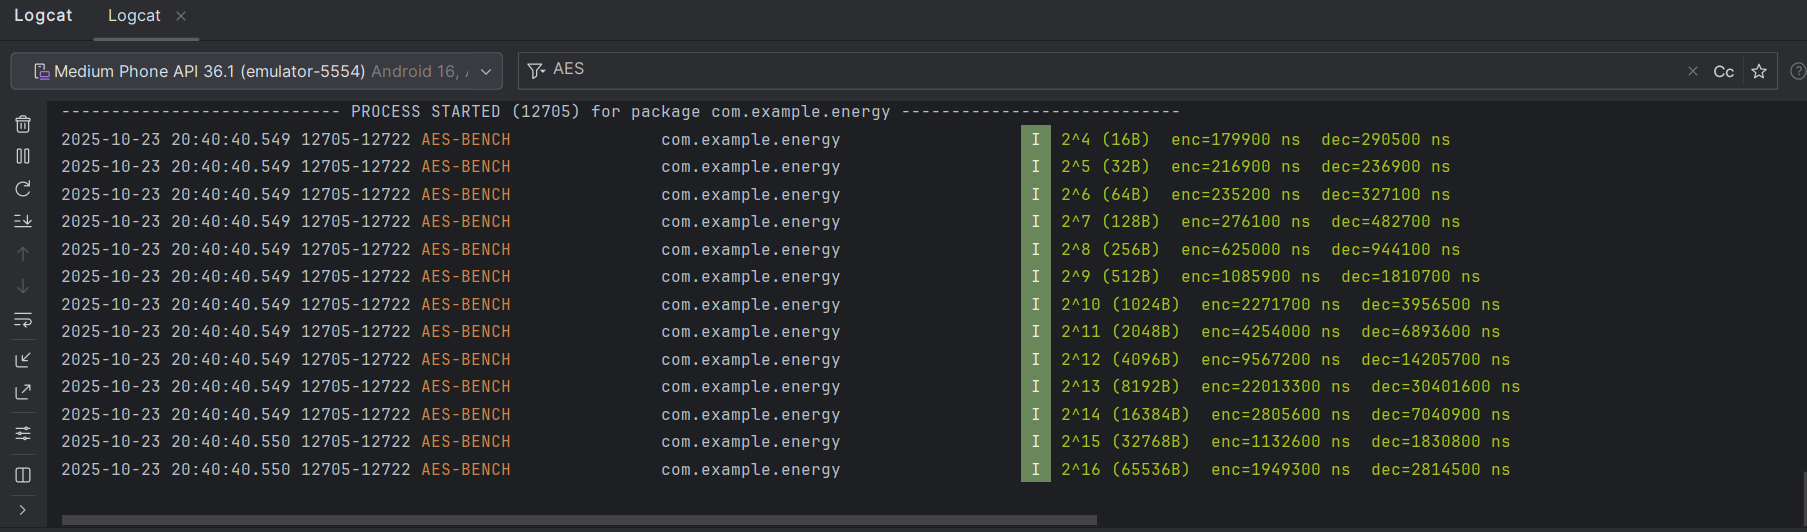 Logcat Logcat ×
Medium Phone API 36.1 (emulator-5554) Android 16, AES Cc ?
---------------------------- PROCESS STARTED (12705) for package com.example.energy ----------------------------
2025-10-23 20:40:40.549 12705-12722 AES-BENCH com.example.energy I 2^4 (16B) enc=179900 ns dec=290500 ns
2025-10-23 20:40:40.549 12705-12722 AES-BENCH com.example.energy I 2^5 (32B) enc=216900 ns dec=236900 ns
2025-10-23 20:40:40.549 12705-12722 AES-BENCH com.example.energy I 2^6 (64B) enc=235200 ns dec=327100 ns
2025-10-23 20:40:40.549 12705-12722 AES-BENCH com.example.energy I 2^7 (128B) enc=276100 ns dec=482700 ns
2025-10-23 20:40:40.549 12705-12722 AES-BENCH com.example.energy I 2^8 (256B) enc=625000 ns dec=944100 ns
2025-10-23 20:40:40.549 12705-12722 AES-BENCH com.example.energy I 2^9 (512B) enc=1085900 ns dec=1810700 ns
2025-10-23 20:40:40.549 12705-12722 AES-BENCH com.example.energy I 2^10 (1024B) enc=2271700 ns dec=3956500 ns
2025-10-23 20:40:40.549 12705-12722 AES-BENCH com.example.energy I 2^11 (2048B) enc=4254000 ns dec=6893600 ns
2025-10-23 20:40:40.549 12705-12722 AES-BENCH com.example.energy I 2^12 (4096B) enc=9567200 ns dec=14205700 ns
2025-10-23 20:40:40.549 12705-12722 AES-BENCH com.example.energy I 2^13 (8192B) enc=22013300 ns dec=30401600 ns
2025-10-23 20:40:40.549 12705-12722 AES-BENCH com.example.energy I 2^14 (16384B) enc=2805600 ns dec=7040900 ns
2025-10-23 20:40:40.550 12705-12722 AES-BENCH com.example.energy I 2^15 (32768B) enc=1132600 ns dec=1830800 ns
2025-10-23 20:40:40.550 12705-12722 AES-BENCH com.example.energy I 2^16 (65536B) enc=1949300 ns dec=2814500 ns